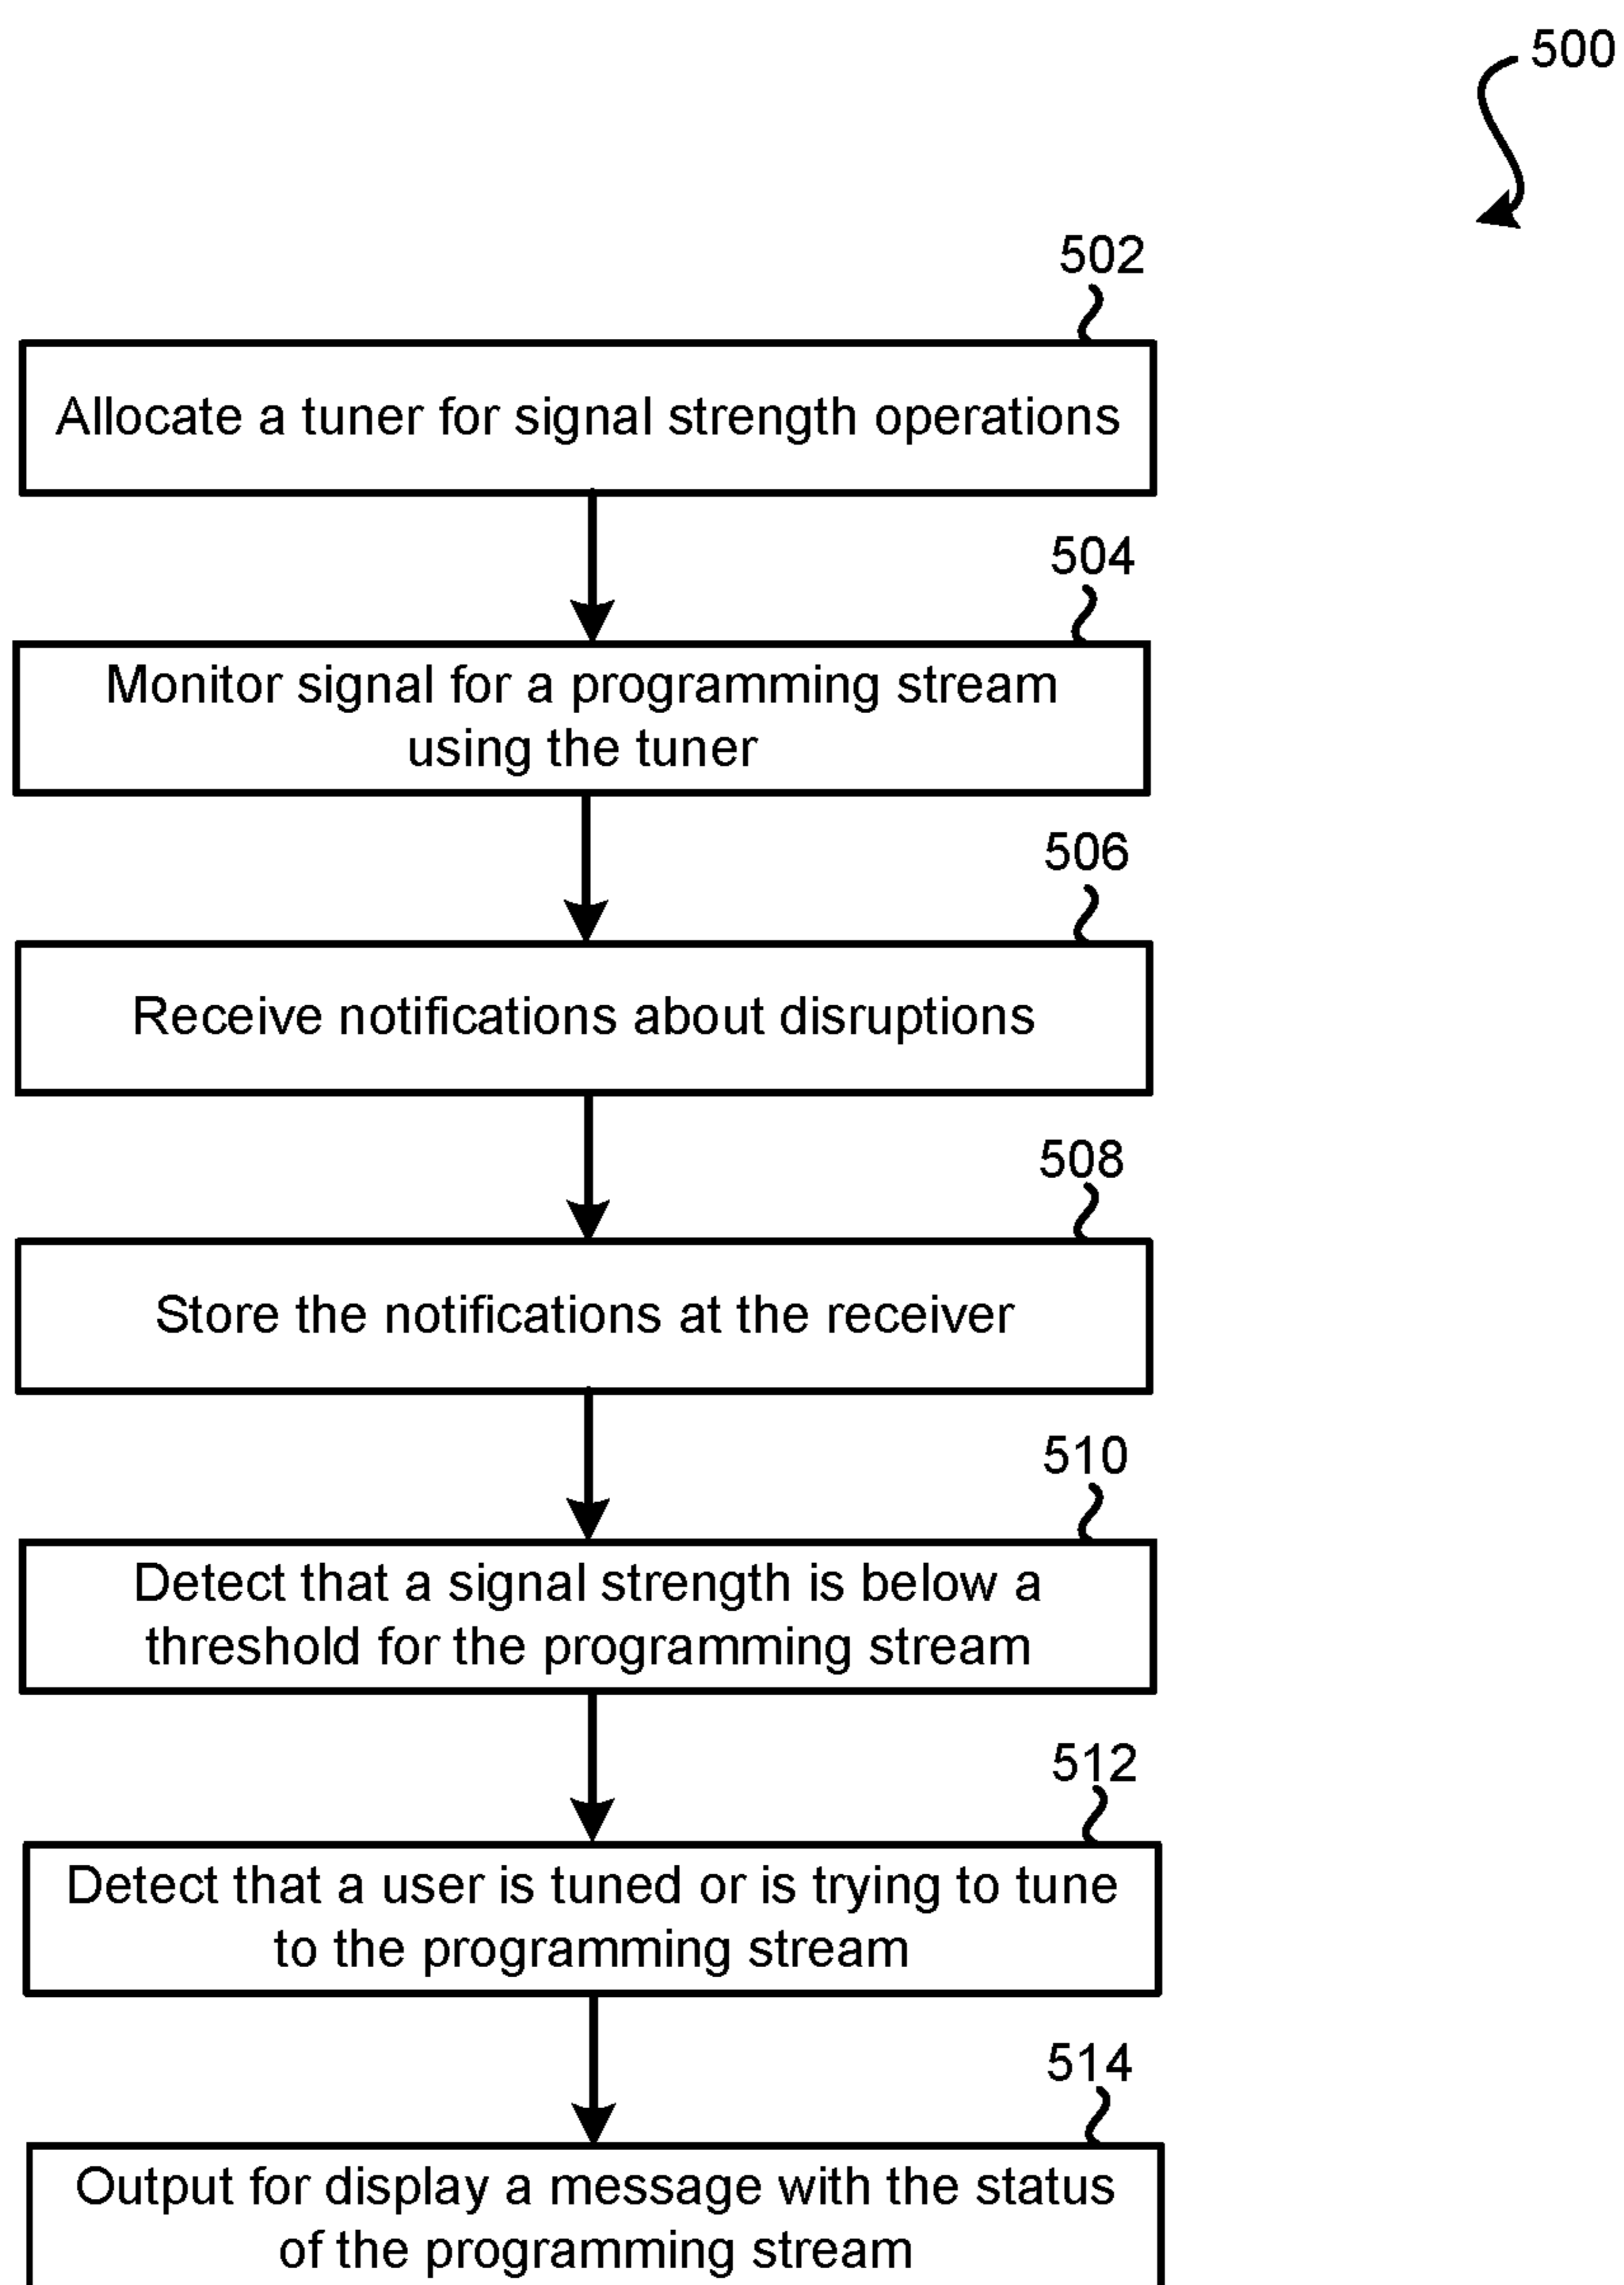 500
502
Allocate a tuner for signal strength operations
504
Monitor signal for a programming stream
using the tuner
506
Receive notifications about disruptions
508
Store the notifications at the receiver
510
Detect that a signal strength is below a
threshold for the programming stream
512
Detect that a user is tuned or is trying to tune
to the programming stream
514
Output for display a message with the status
of the programming stream